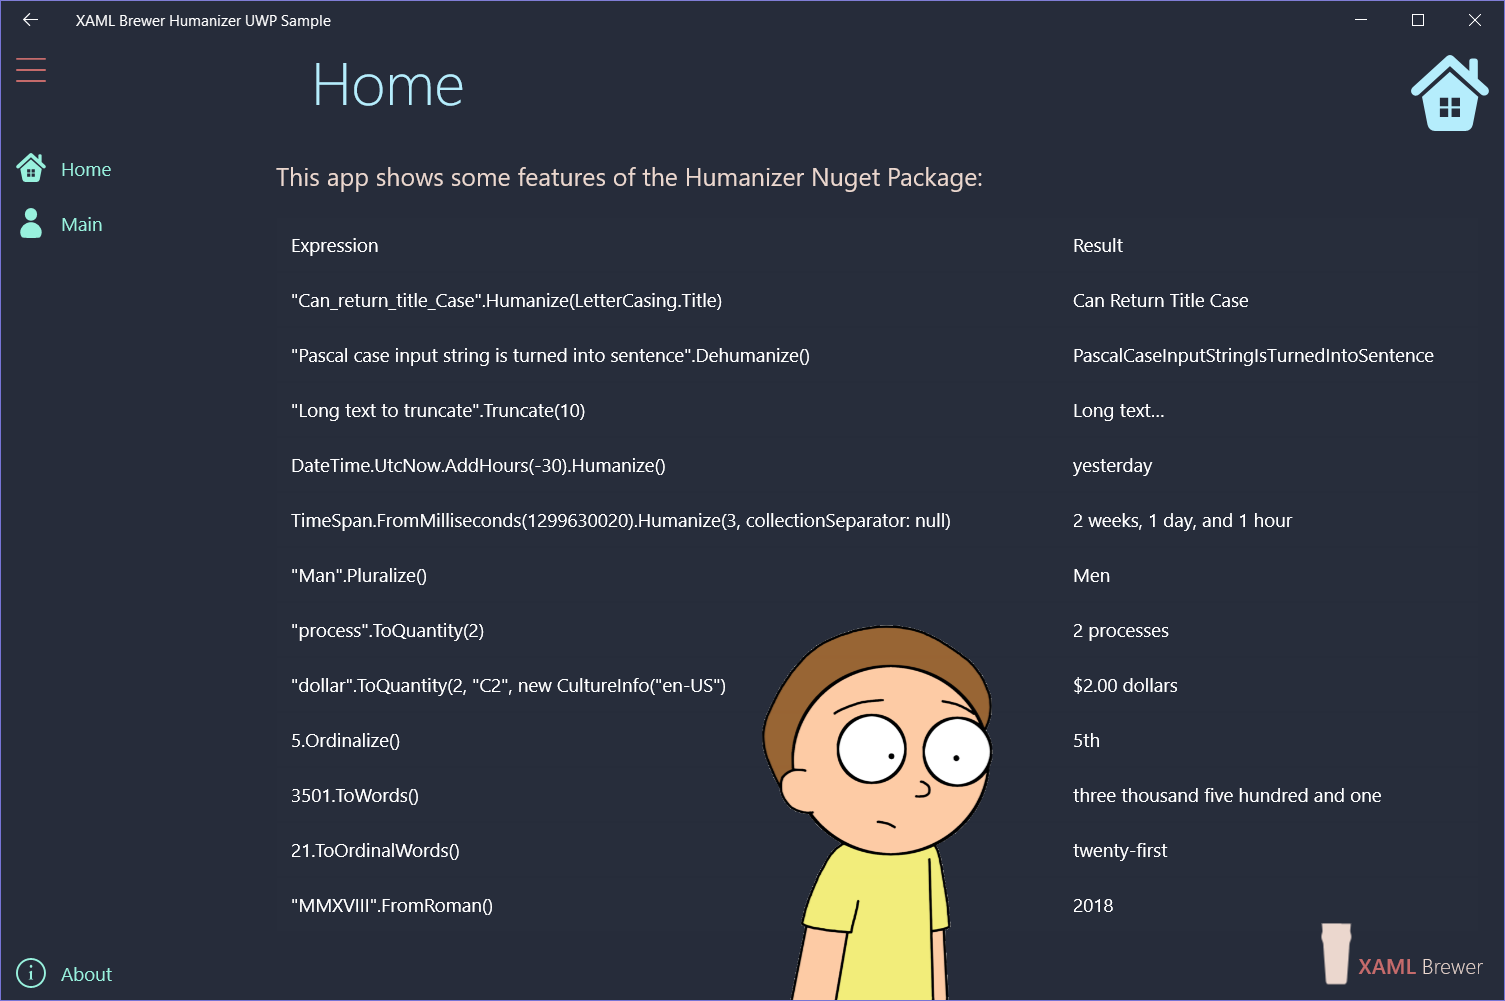 XAML Brewer Humanizer UWP Sample
Home
Home
Main
This app shows some features of the Humanizer Nuget Package:
Expression Result
"Can_return_title_Case".Humanize(LetterCasing.Title) Can Return Title Case
"Pascal case input string is turned into sentence".Dehumanize() PascalCaseInputStringIsTurnedIntoSentence
"Long text to truncate".Truncate(10) Long text...
DateTime.UtcNow.AddHours(-30).Humanize() yesterday
TimeSpan.FromMilliseconds(1299630020).Humanize(3, collectionSeparator: null) 2 weeks, 1 day, and 1 hour
"Man".Pluralize() Men
"process".ToQuantity(2) 2 processes
"dollar".ToQuantity(2, "C2", new CultureInfo("en-US") $2.00 dollars
5.Ordinalize() 5th
3501.ToWords() three thousand five hundred and one
21.ToOrdinalWords() twenty-first
"MMXVIII".FromRoman() 2018
About
XAML Brewer